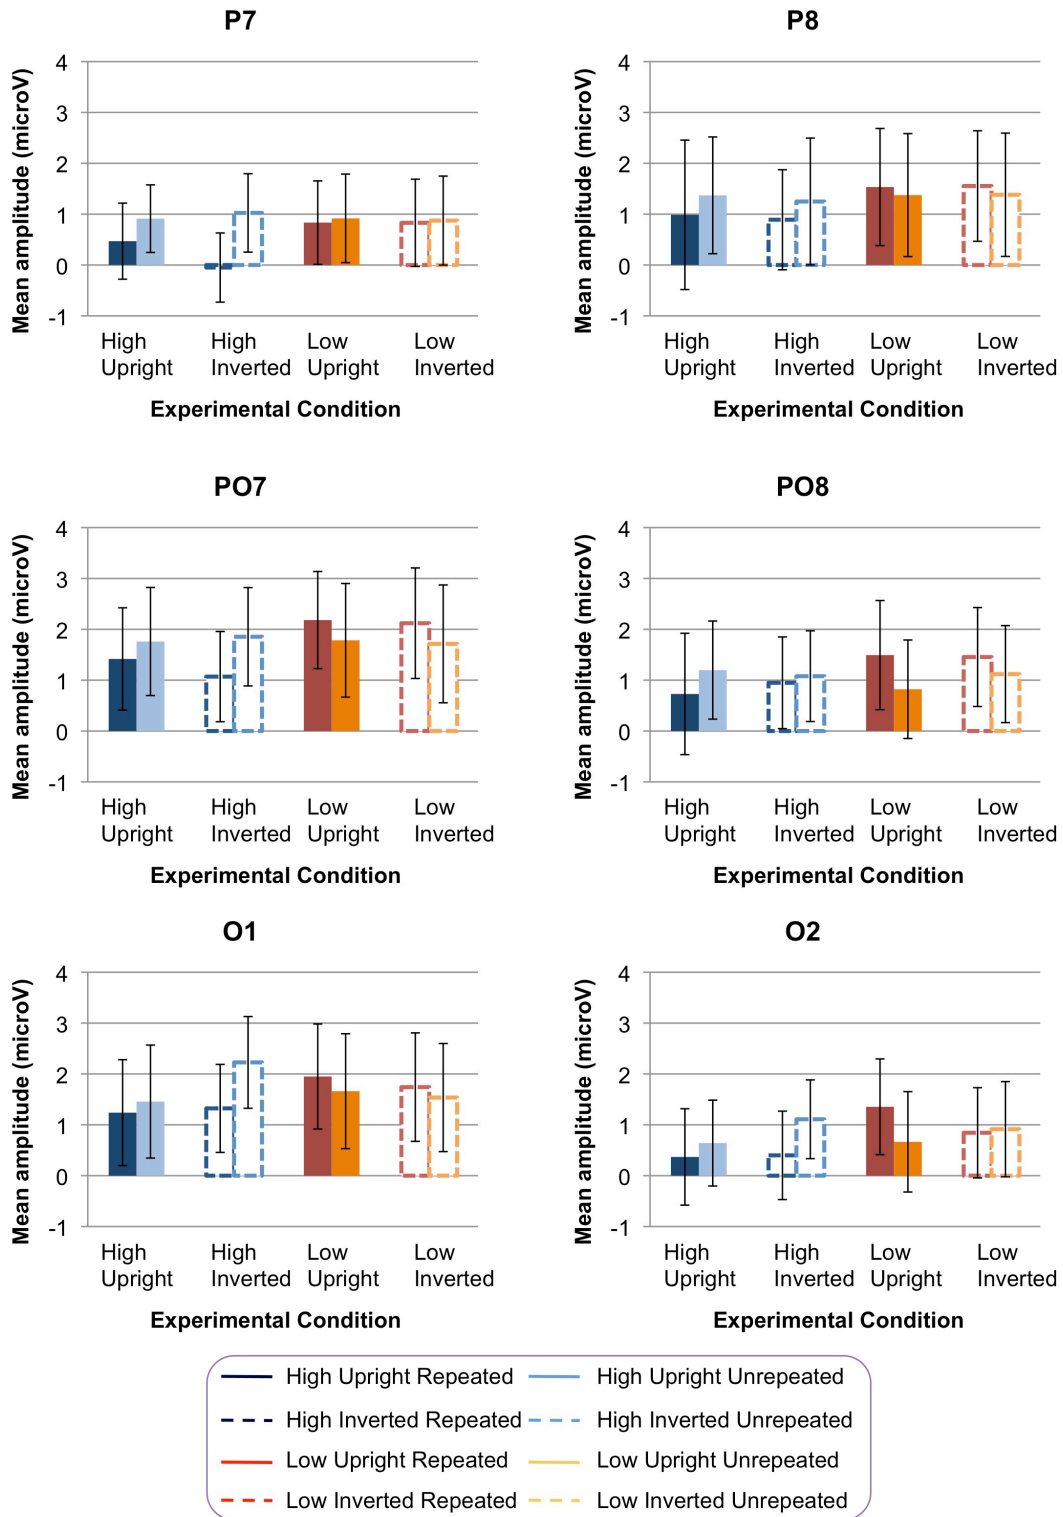 P7
P8
Mean amplitude (microV)
4
3
2
1
0
-1
High Upright
High Inverted
Low Upright
Low Inverted
Experimental Condition
Mean amplitude (microV)
4
3
2
1
0
-1
High Upright
High Inverted
Low Upright
Low Inverted
Experimental Condition
PO7
PO8
Mean amplitude (microV)
4
3
2
1
0
-1
High Upright
High Inverted
Low Upright
Low Inverted
Experimental Condition
Mean amplitude (microV)
4
3
2
1
0
-1
High Upright
High Inverted
Low Upright
Low Inverted
Experimental Condition
O1
O2
Mean amplitude (microV)
4
3
2
1
0
-1
High Upright
High Inverted
Low Upright
Low Inverted
Experimental Condition
Mean amplitude (microV)
4
3
2
1
0
-1
High Upright
High Inverted
Low Upright
Low Inverted
Experimental Condition
High Upright Repeated
High Upright Unrepeated
High Inverted Repeated
High Inverted Unrepeated
Low Upright Repeated
Low Upright Unrepeated
Low Inverted Repeated
Low Inverted Unrepeated